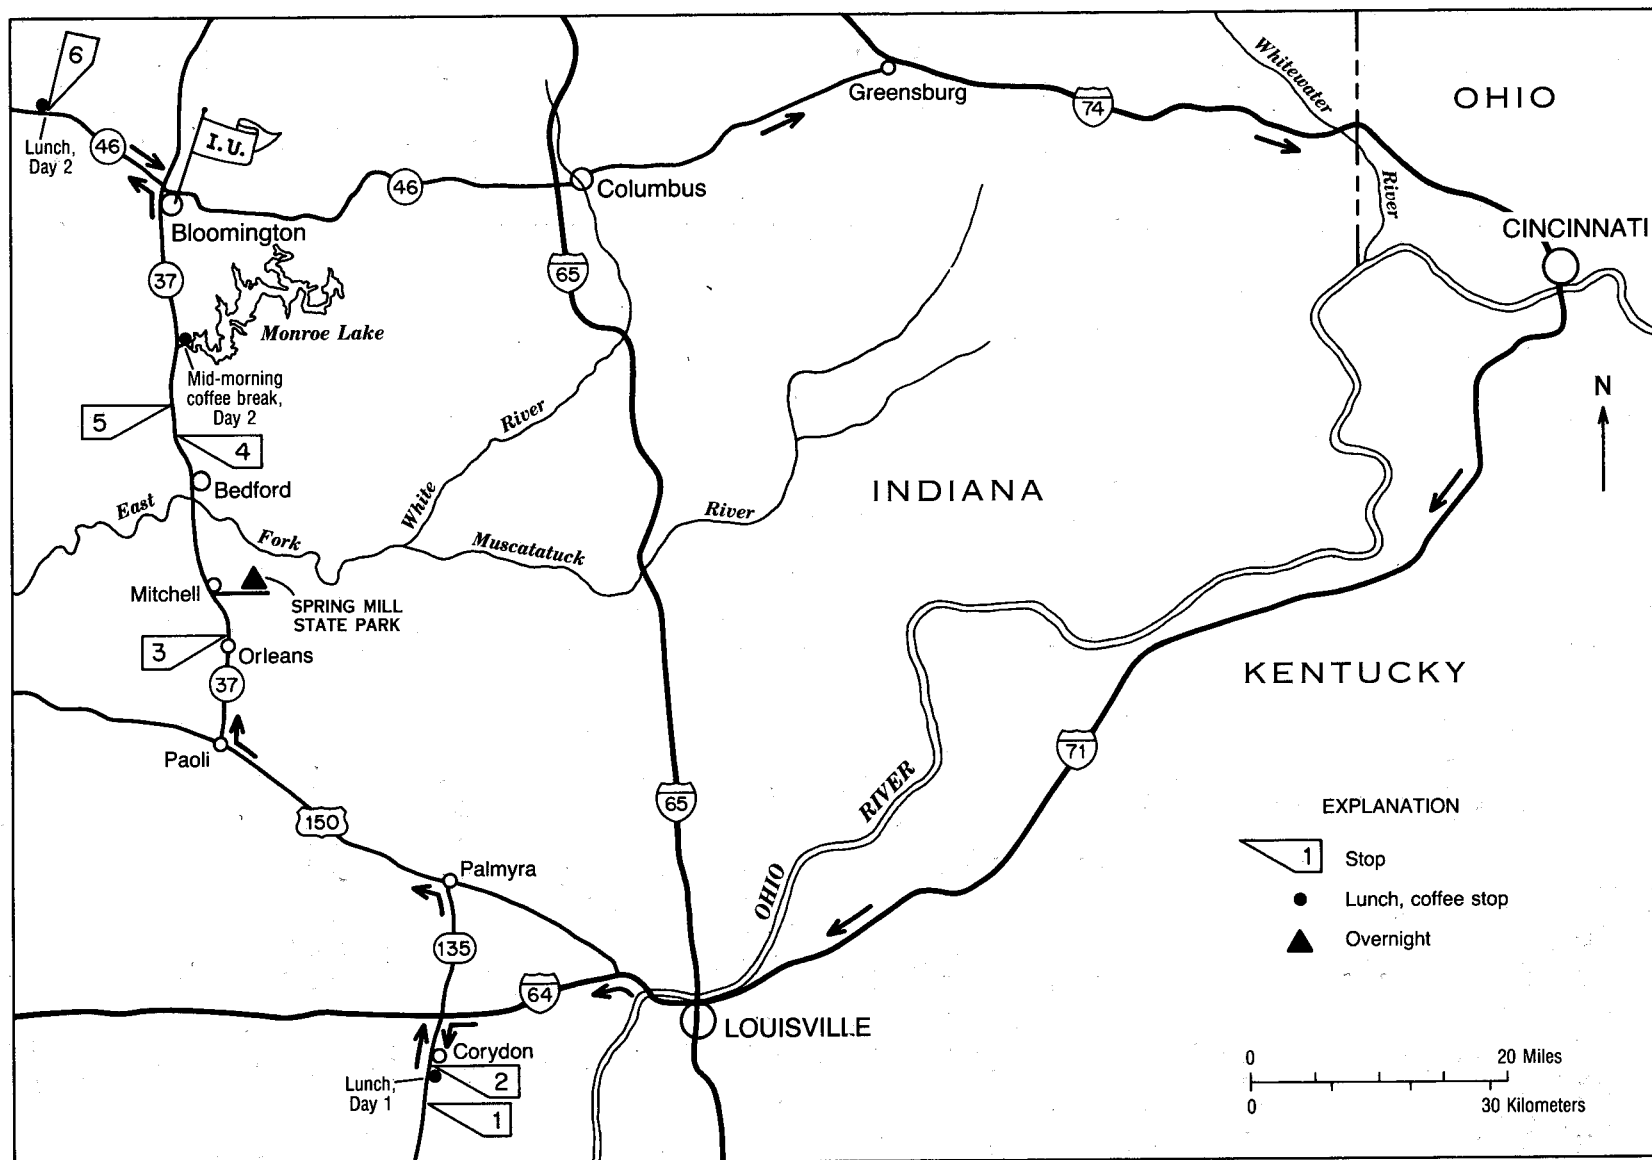 6
Lunch,
Day 2
46
I.U.
Bloomington
46
Columbus
Greensburg
74
Whitewater
River
OHIO
CINCINNATI
37
65
Monroe Lake
Mid-morning
coffee break,
Day 2
5
4
Bedford
East
Fork
White
River
Muscatatuck
River
INDIANA
N
Mitchell
SPRING MILL
STATE PARK
3
Orleans
37
Paoli
150
Palmyra
65
135
64
OHIO
RIVER
71
KENTUCKY
LOUISVILLE
Corydon
Lunch,
Day 1
2
1
EXPLANATION
1 Stop
Lunch, coffee stop
Overnight
0 20 Miles
0 30 Kilometers